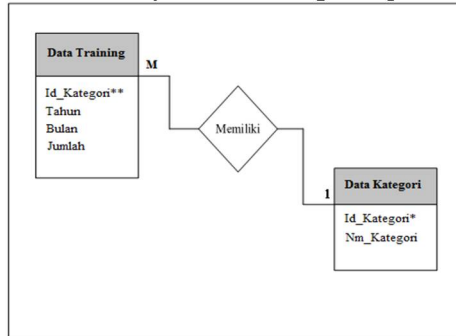 Data Training
M
Id_Kategori**
Tahun
Bulan
Jumlah
Memiliki
1
Data Kategori
Id_Kategori*
Nm_Kategori